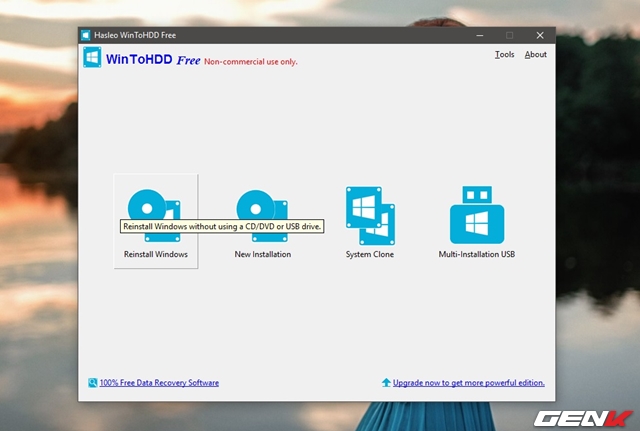 Hasleo WinToHDD Free
WinToHDD Free Non-commercial use only.
Tools About
Reinstall Windows without using a CD/DVD or USB drive.
Reinstall Windows
New Installation
System Clone
Multi-Installation USB
100% Free Data Recovery Software
Upgrade now to get more powerful edition.
GENK